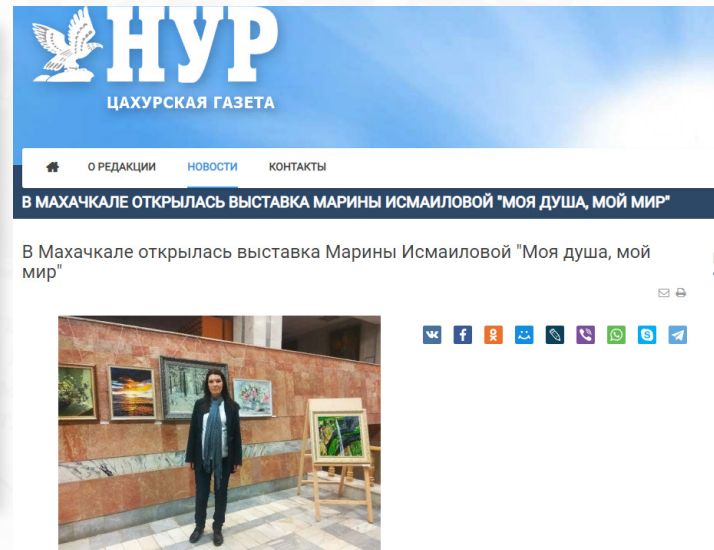 НУР
ЦАХУРСКАЯ ГАЗЕТА
О РЕДАКЦИИ
НОВОСТИ
КОНТАКТЫ
В МАХАЧКАЛЕ ОТКРЫЛАСЬ ВЫСТАВКА МАРИНЫ ИСМАИЛОВОЙ "МОЯ ДУША, МОЙ МИР"
В Махачкале открылась выставка Марины Исмаиловой "Моя душа, мой
мир"